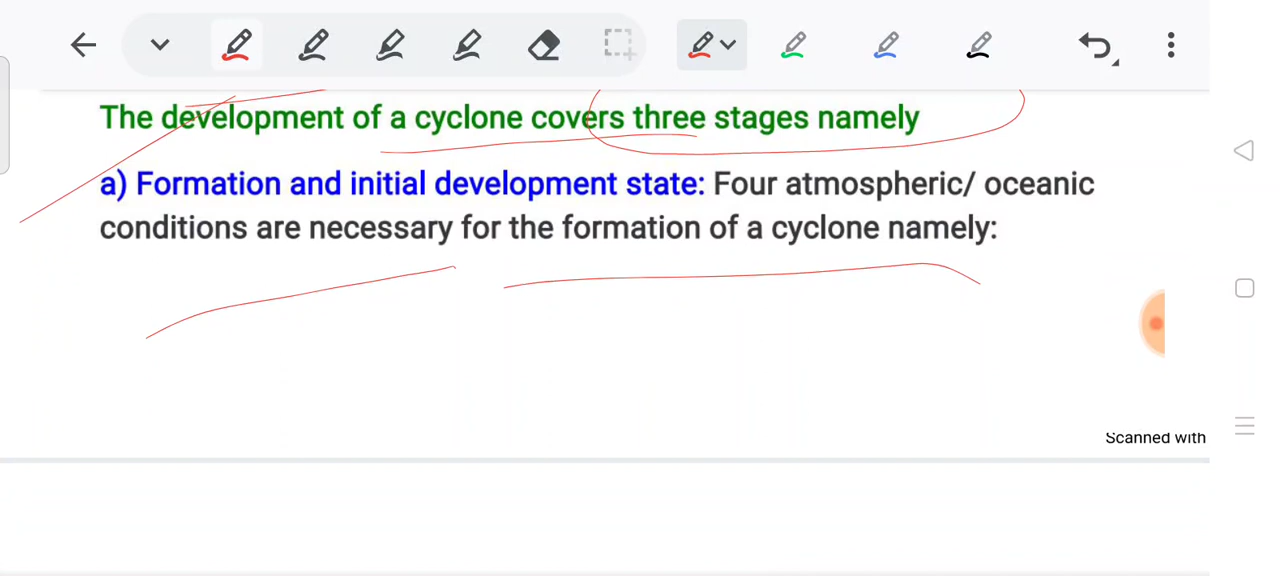 The development of a cyclone covers three stages namely
a) Formation and initial development state: Four atmospheric/ oceanic
conditions are necessary for the formation of a cyclone namely:
Scanned with